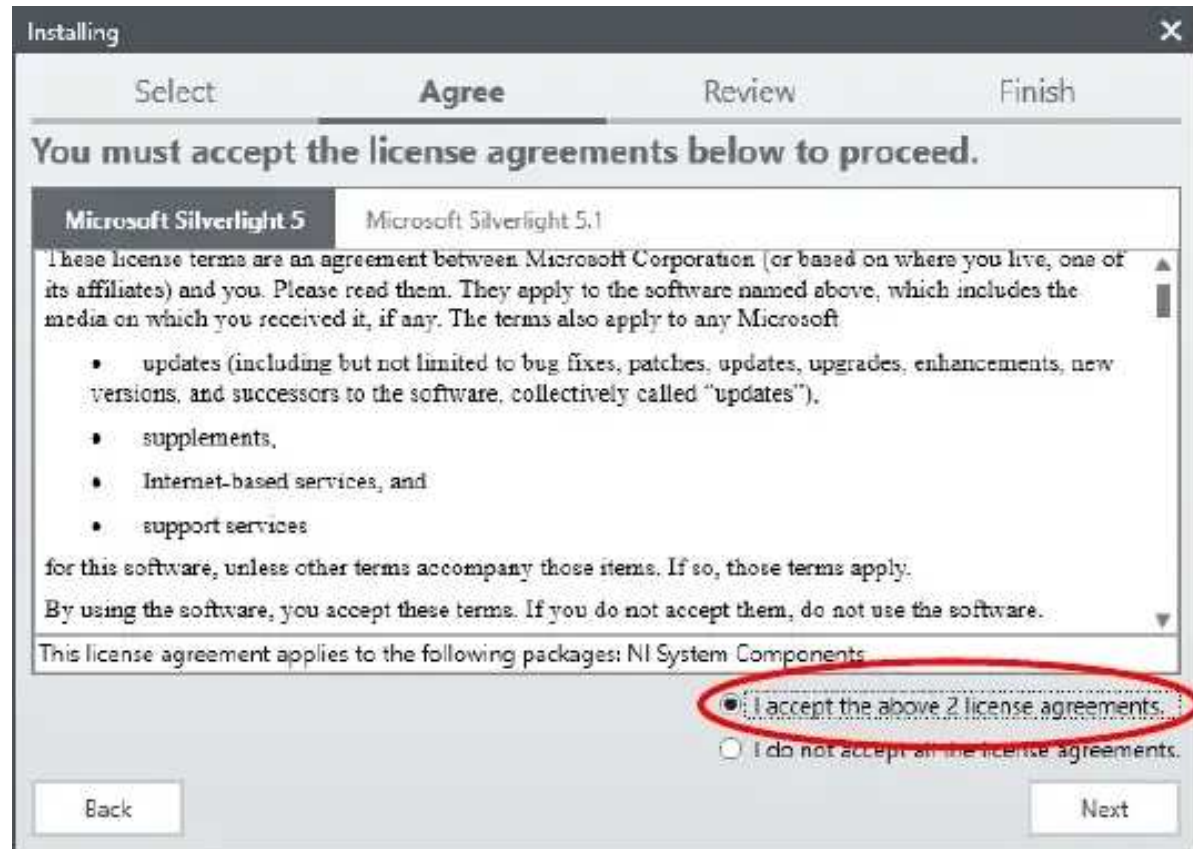 Installing
Select Agree Review Finish
You must accept the license agreements below to proceed.
Microsoft Silverlight 5 Microsoft Silverlight 5.1
These license terms are an agreement between Microsoft Corporation (or based on where you live, one of
its affiliates) and you. Please read them. They apply to the software named above, which includes the
media on which you received it, if any. The terms also apply to any Microsoft
• updates (including but not limited to bug fixes, patches, updates, upgrades, enhancements, new
versions, and successors to the software, collectively called “updates”),
• supplements,
• Internet-based services, and
• support services
for this software, unless other terms accompany those items. If so, those terms apply.
By using the software, you accept these terms. If you do not accept them, do not use the software.
This license agreement applies to the following packages: NI System Components
I accept the above 2 license agreements.
I do not accept all the license agreements.
Back Next